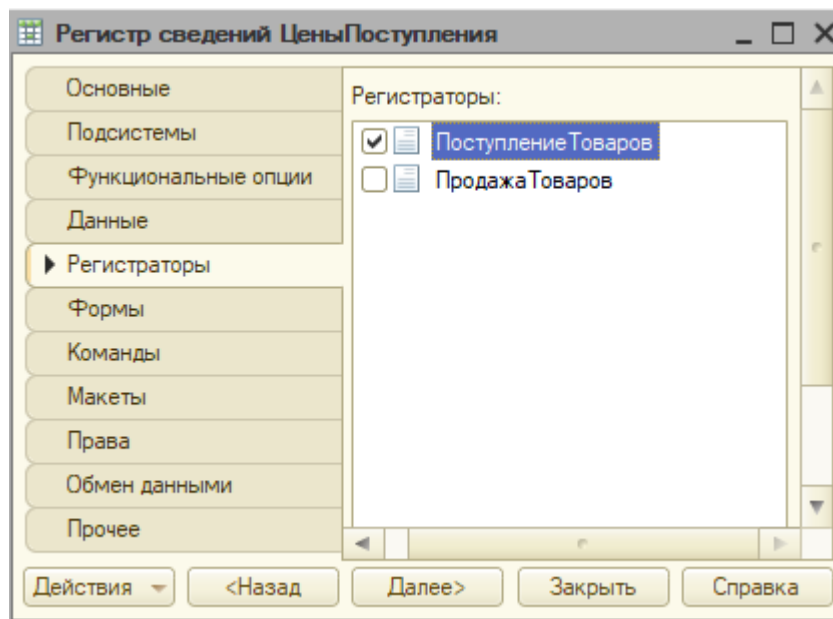 Регистр сведений ЦеныПоступления
Основные
Подсистемы
Функциональные опции
Данные
Регистраторы
Формы
Команды
Макеты
Права
Обмен данными
Прочее
Регистраторы:
ПоступлениеТоваров
ПродажаТоваров
Действия <Назад Далее> Закрыть Справка